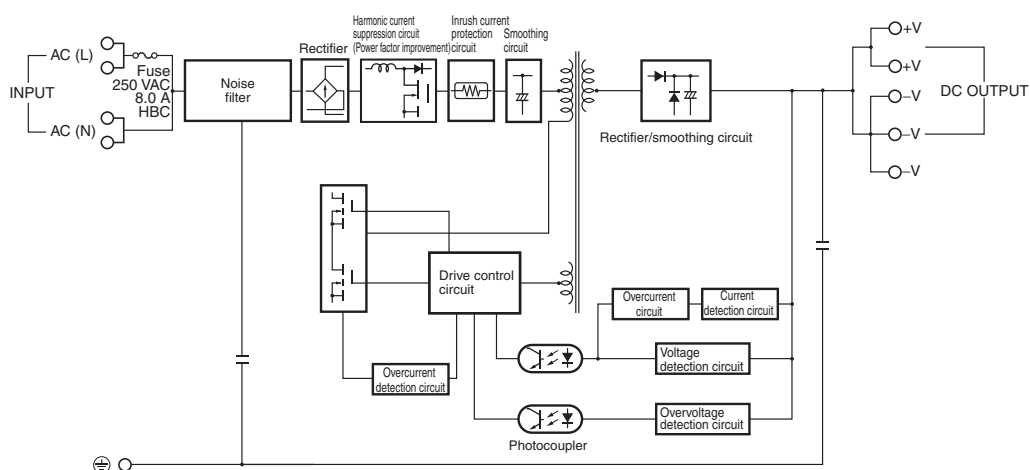 Harmonic current
suppression circuit
(Power factor improvement)
Inrush current
protection
circuit
Smoothing
circuit
Rectifier
AC (L)
Fuse
250 VAC
8.0 A
HBC
INPUT
AC (N)
Noise
filter
Rectifier/smoothing circuit
+V
+V
–V
–V
–V
DC OUTPUT
Drive control
circuit
Overcurrent
circuit
Current
detection circuit
Voltage
detection circuit
Overcurrent
detection circuit
Overvoltage
detection circuit
Photocoupler